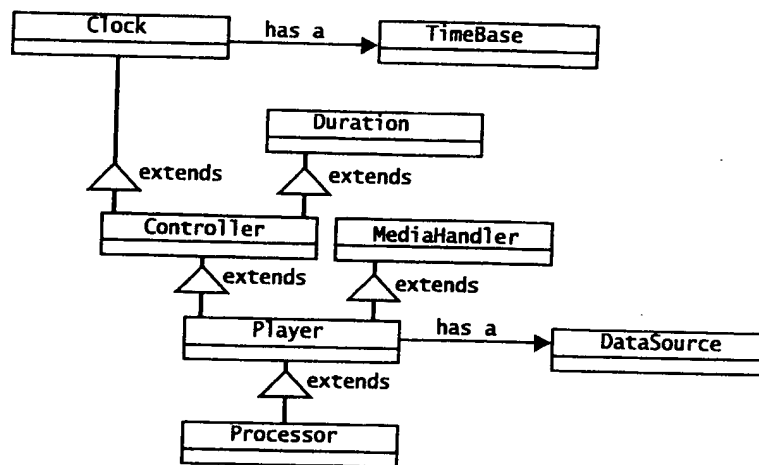 Clock
has a
TimeBase
Duration
extends
extends
Controller
MediaHandler
extends
extends
Player
has a
DataSource
extends
Processor